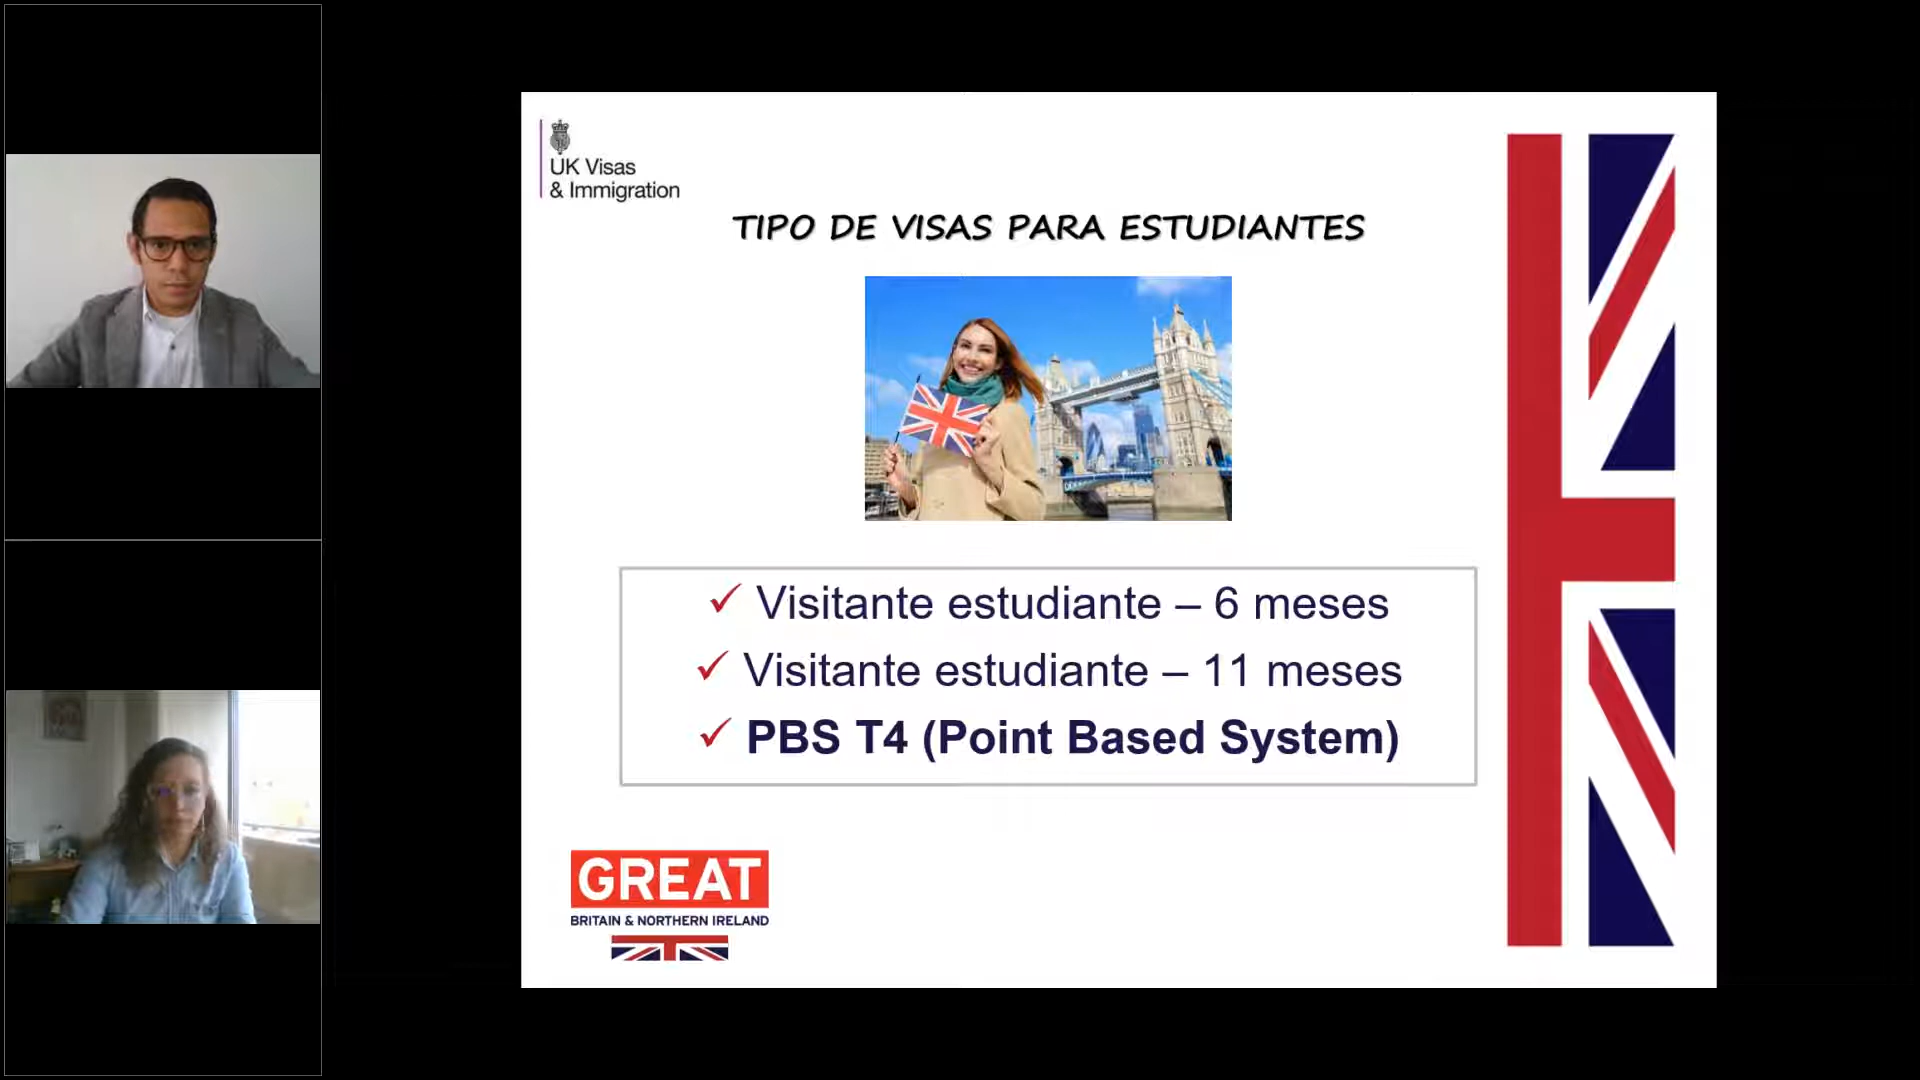 UK Visas
& Immigration
TIPO DE VISAS PARA ESTUDIANTES
✓ Visitante estudiante – 6 meses
✓ Visitante estudiante – 11 meses
✓ PBS T4 (Point Based System)
GREAT
BRITAIN & NORTHERN IRELAND